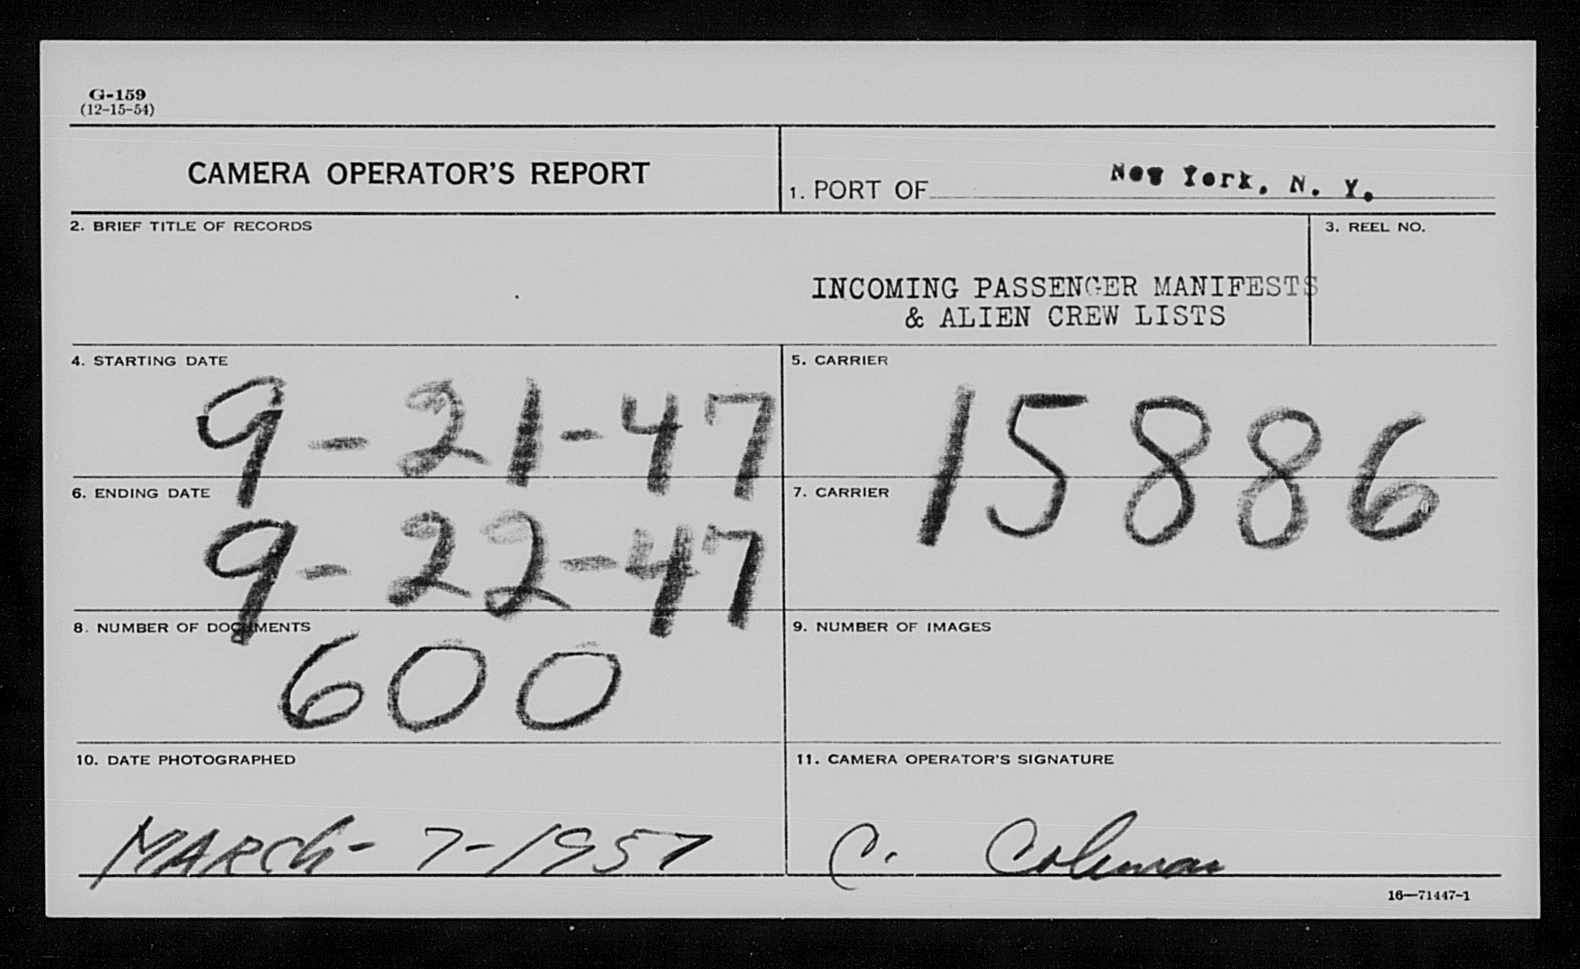 G-159
(12-15-54)
CAMERA OPERATOR'S REPORT
1. PORT OF New York, N. Y.
2. BRIEF TITLE OF RECORDS
3. REEL NO.
INCOMING PASSENGER MANIFESTS
& ALIEN CREW LISTS
4. STARTING DATE
9-21-47
5. CARRIER
15886
6. ENDING DATE
9-22-47
7. CARRIER
8. NUMBER OF DOCUMENTS
600
9. NUMBER OF IMAGES
10. DATE PHOTOGRAPHED
MARCh- 7-1957
11. CAMERA OPERATOR'S SIGNATURE
C. Coleman
16—71447-1